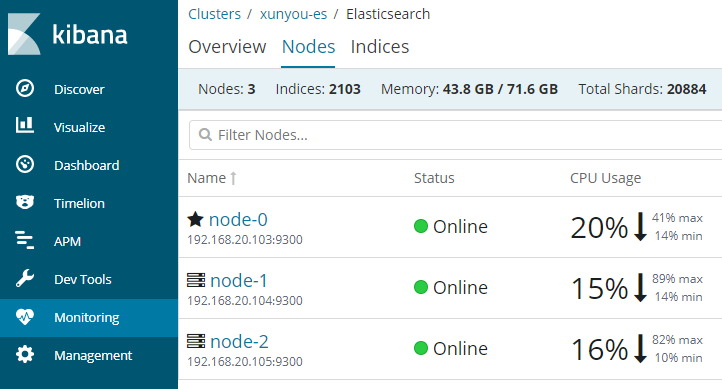 kibana
Discover
Visualize
Dashboard
Timelion
APM
Dev Tools
Monitoring
Management
Clusters / xunyou-es / Elasticsearch
Overview Nodes Indices
Nodes: 3 Indices: 2103 Memory: 43.8 GB / 71.6 GB Total Shards: 20884
Filter Nodes...
Name Status CPU Usage
node-0 Online 20% 41% max
192.168.20.103:9300 14% min
node-1 Online 15% 89% max
192.168.20.104:9300 14% min
node-2 Online 16% 82% max
192.168.20.105:9300 10% min